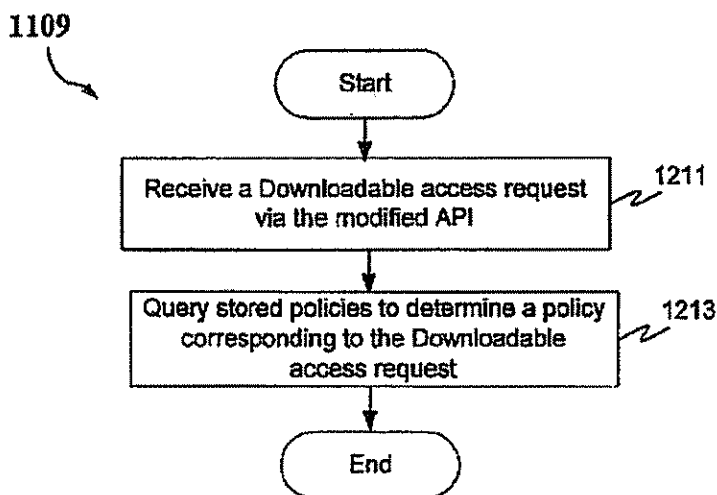 1109
Start
Receive a Downloadable access request
via the modified API
1211
Query stored policies to determine a policy
corresponding to the Downloadable
access request
1213
End